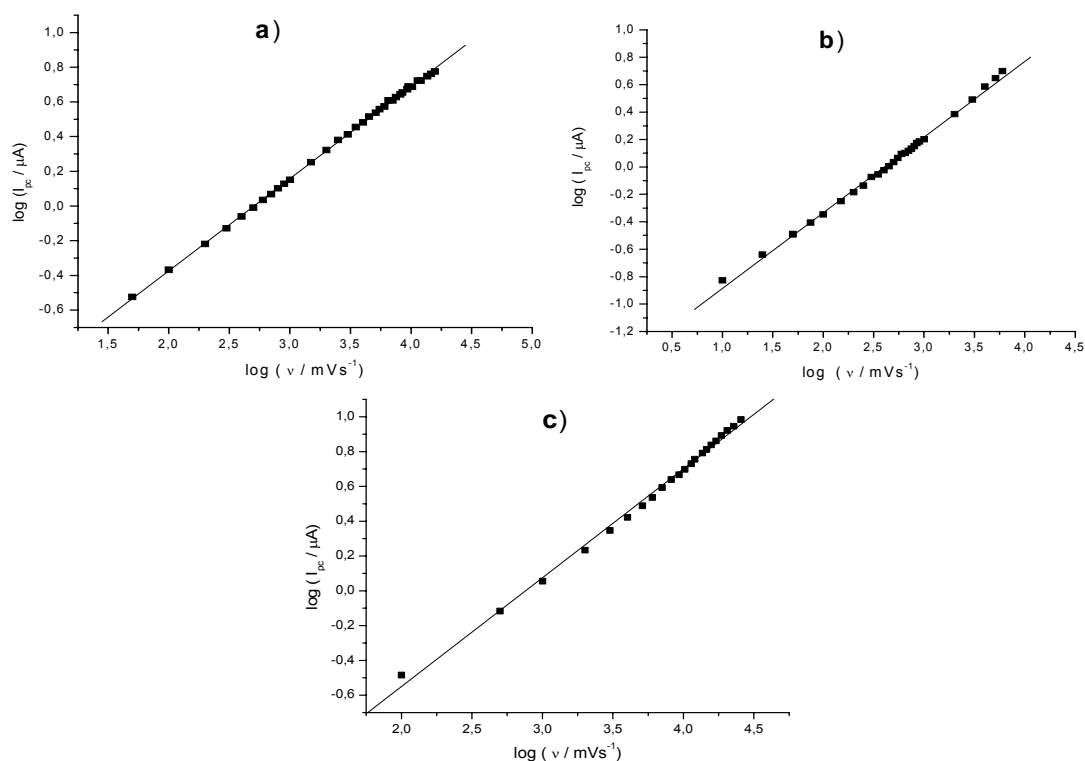 a)
1,0
0,8
0,6
0,4
0,2
0,0
-0,2
-0,4
-0,6
log (I_pc / μA)
1,5 2,0 2,5 3,0 3,5 4,0 4,5 5,0
log ( ν / mVs⁻¹)
b)
1,0
0,8
0,6
0,4
0,2
0,0
-0,2
-0,4
-0,6
-0,8
-1,0
-1,2
log ( I_pc / μA)
0,5 1,0 1,5 2,0 2,5 3,0 3,5 4,0 4,5
log ( ν / mVs⁻¹)
c)
1,0
0,8
0,6
0,4
0,2
0,0
-0,2
-0,4
-0,6
log ( I_pc / μA)
2,0 2,5 3,0 3,5 4,0 4,5
log ( ν / mVs⁻¹)